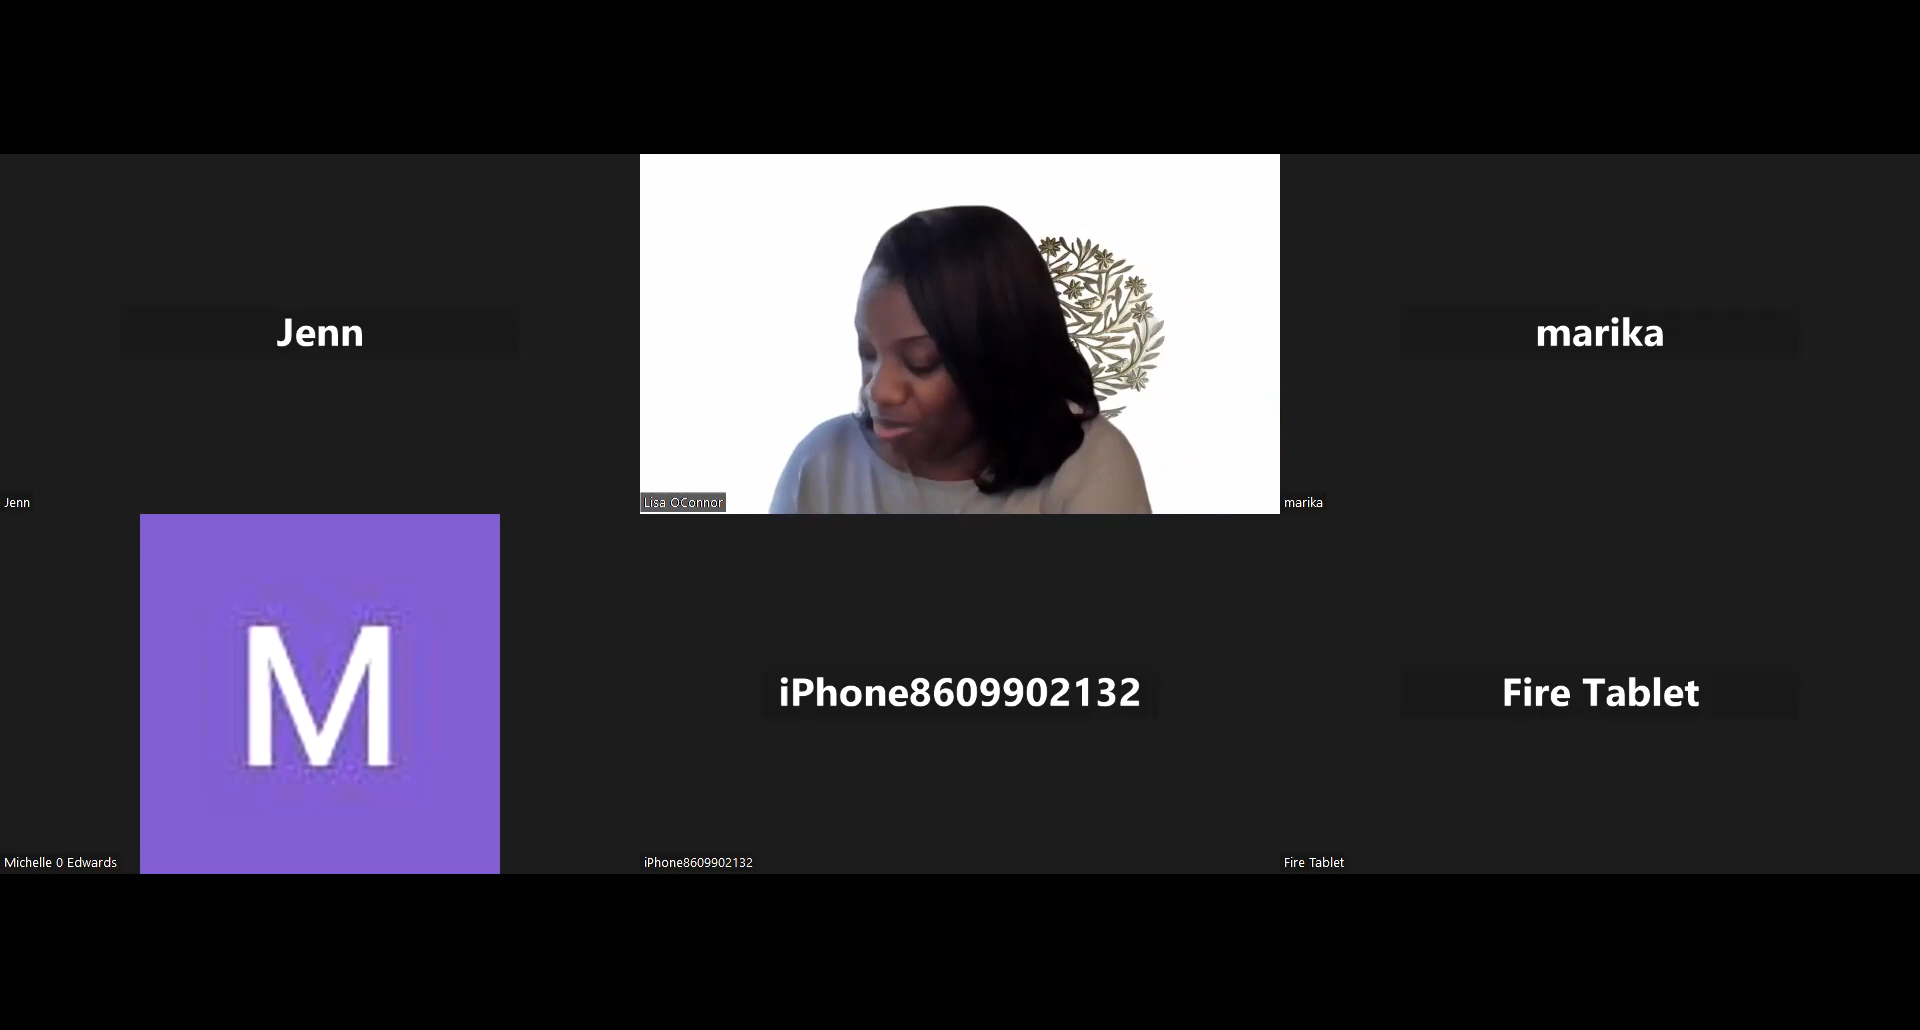 Jenn
marika
Jenn
Lisa OConnor
marika
M
iPhone8609902132
Fire Tablet
Michelle 0 Edwards
iPhone8609902132
Fire Tablet